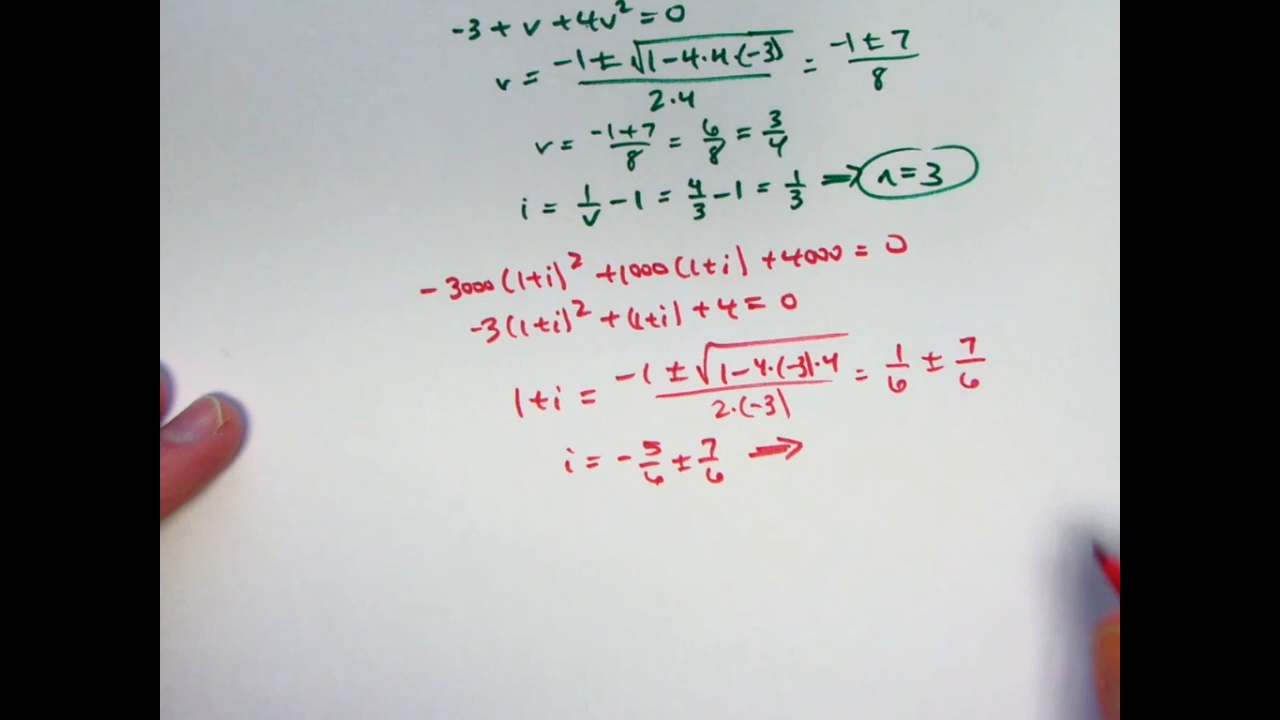 -3 + v + 4v² = 0
v = (-1 ± √(1-4·4(-3)))/(2·4) = (-1 ± 7)/8
v = (-1+7)/8 = 6/8 = 3/4
i = 1/v - 1 = 4/3 - 1 = 1/3 → n = 3
-3000(1+i)² + 1000(1+i) + 4000 = 0
-3(1+i)² + (1+i) + 4 = 0
1+i = (-1 ± √(1-4·(-3)·4))/(2·(-3)) = 1/6 ± 7/6
i = -5/6 ± 7/6 →